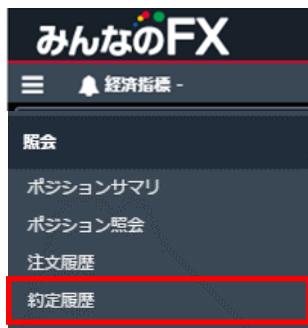 みんなのFX
経済指標 -
照会
ポジションサマリ
ポジション照会
注文履歴
約定履歴